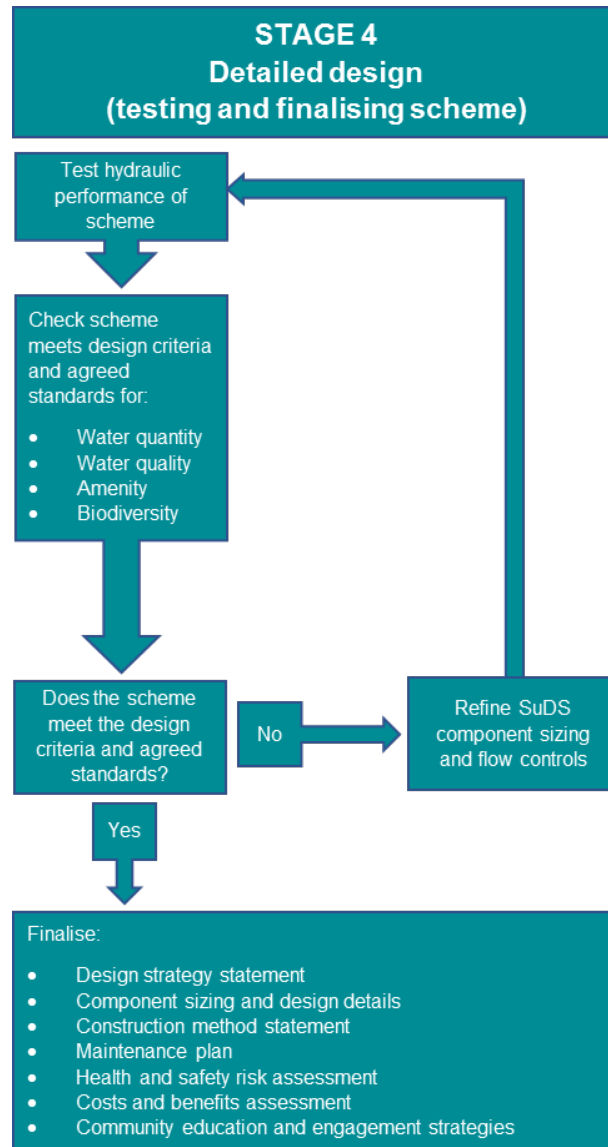 STAGE 4
Detailed design
(testing and finalising scheme)
Test hydraulic
performance of
scheme
Check scheme
meets design criteria
and agreed
standards for:
• Water quantity
• Water quality
• Amenity
• Biodiversity
Does the scheme
meet the design
criteria and agreed
standards?
No
Refine SuDS
component sizing
and flow controls
Yes
Finalise:
• Design strategy statement
• Component sizing and design details
• Construction method statement
• Maintenance plan
• Health and safety risk assessment
• Costs and benefits assessment
• Community education and engagement strategies